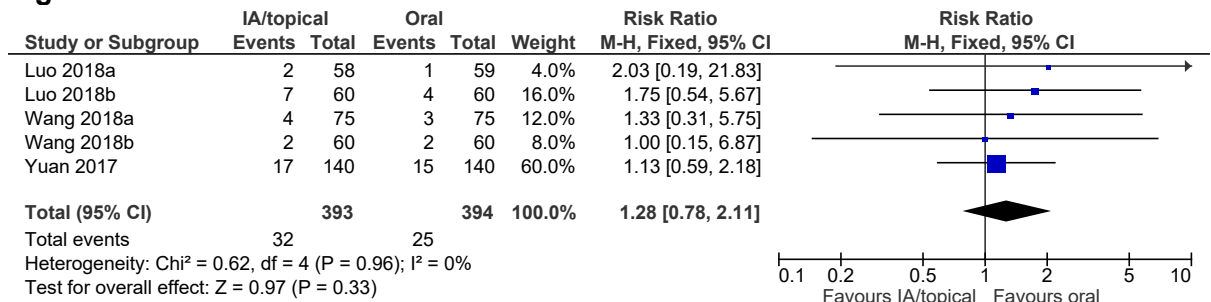 IA/topical Oral Risk Ratio Risk Ratio
Study or Subgroup Events Total Events Total Weight M-H, Fixed, 95% CI M-H, Fixed, 95% CI
Luo 2018a 2 58 1 59 4.0% 2.03 [0.19, 21.83]
Luo 2018b 7 60 4 60 16.0% 1.75 [0.54, 5.67]
Wang 2018a 4 75 3 75 12.0% 1.33 [0.31, 5.75]
Wang 2018b 2 60 2 60 8.0% 1.00 [0.15, 6.87]
Yuan 2017 17 140 15 140 60.0% 1.13 [0.59, 2.18]
Total (95% CI) 393 394 100.0% 1.28 [0.78, 2.11]
Total events 32 25
Heterogeneity: Chi² = 0.62, df = 4 (P = 0.96); I² = 0%
Test for overall effect: Z = 0.97 (P = 0.33)
0.1 0.2 0.5 1 2 5 10
Favours IA/topical Favours oral